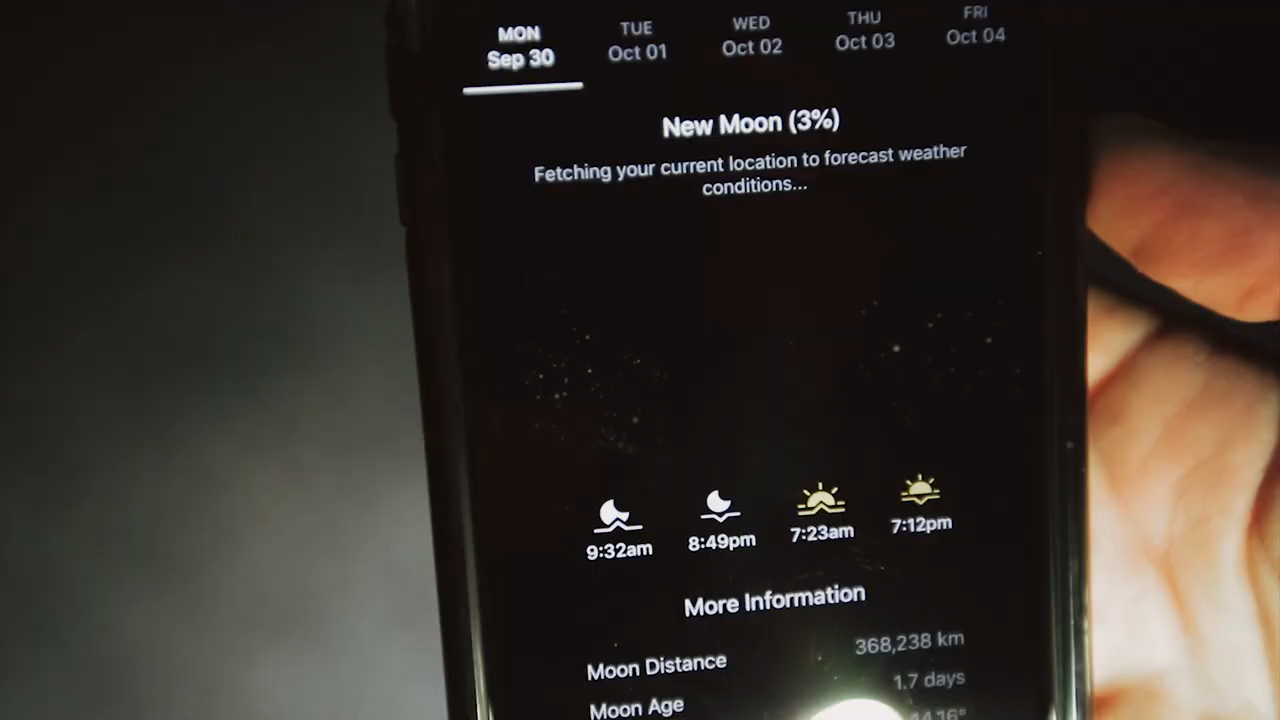 MON TUE WED THU FRI
Sep 30 Oct 01 Oct 02 Oct 03 Oct 04
New Moon (3%)
Fetching your current location to forecast weather
conditions...
9:32am 8:49pm 7:23am 7:12pm
More Information
Moon Distance 368,238 km
Moon Age 1.7 days